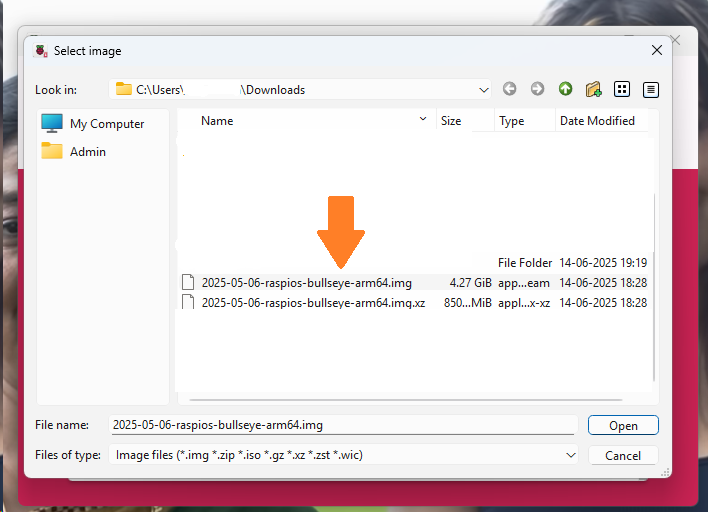 Select image
Look in: C:\Users\ \Downloads
My Computer
Admin
Name Size Type Date Modified
File Folder 14-06-2025 19:19
2025-05-06-raspios-bullseye-arm64.img 4.27 GiB app...eam 14-06-2025 18:28
2025-05-06-raspios-bullseye-arm64.img.xz 850...MiB appl...x-xz 14-06-2025 18:28
File name: 2025-05-06-raspios-bullseye-arm64.img Open
Files of type: Image files (*.img *.zip *.iso *.gz *.xz *.zst *.wic) Cancel